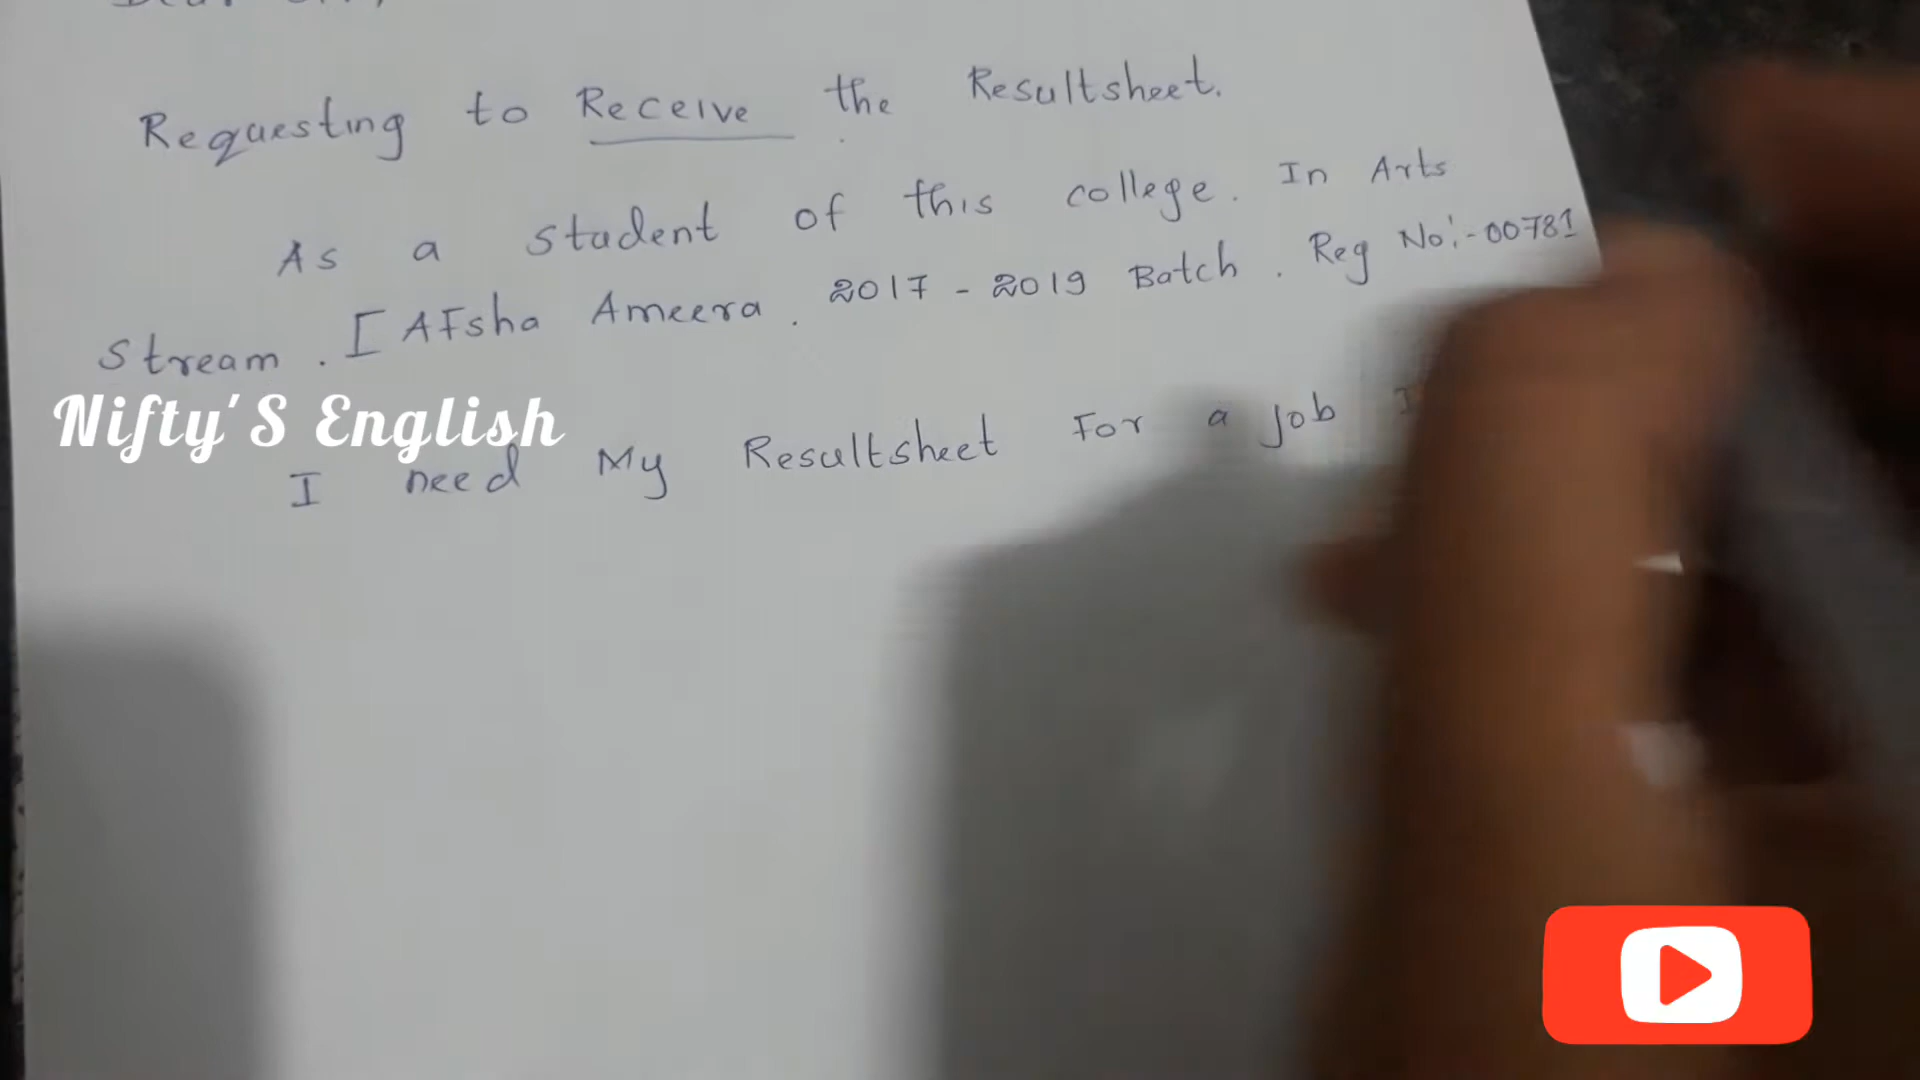 Requesting to Receive the Resultsheet.
As a student of this college. In Arts
Stream. [Afsha Ameera. 2017-2019 Batch. Reg No:-00781
Nifty'S English
I need My Resultsheet For a job